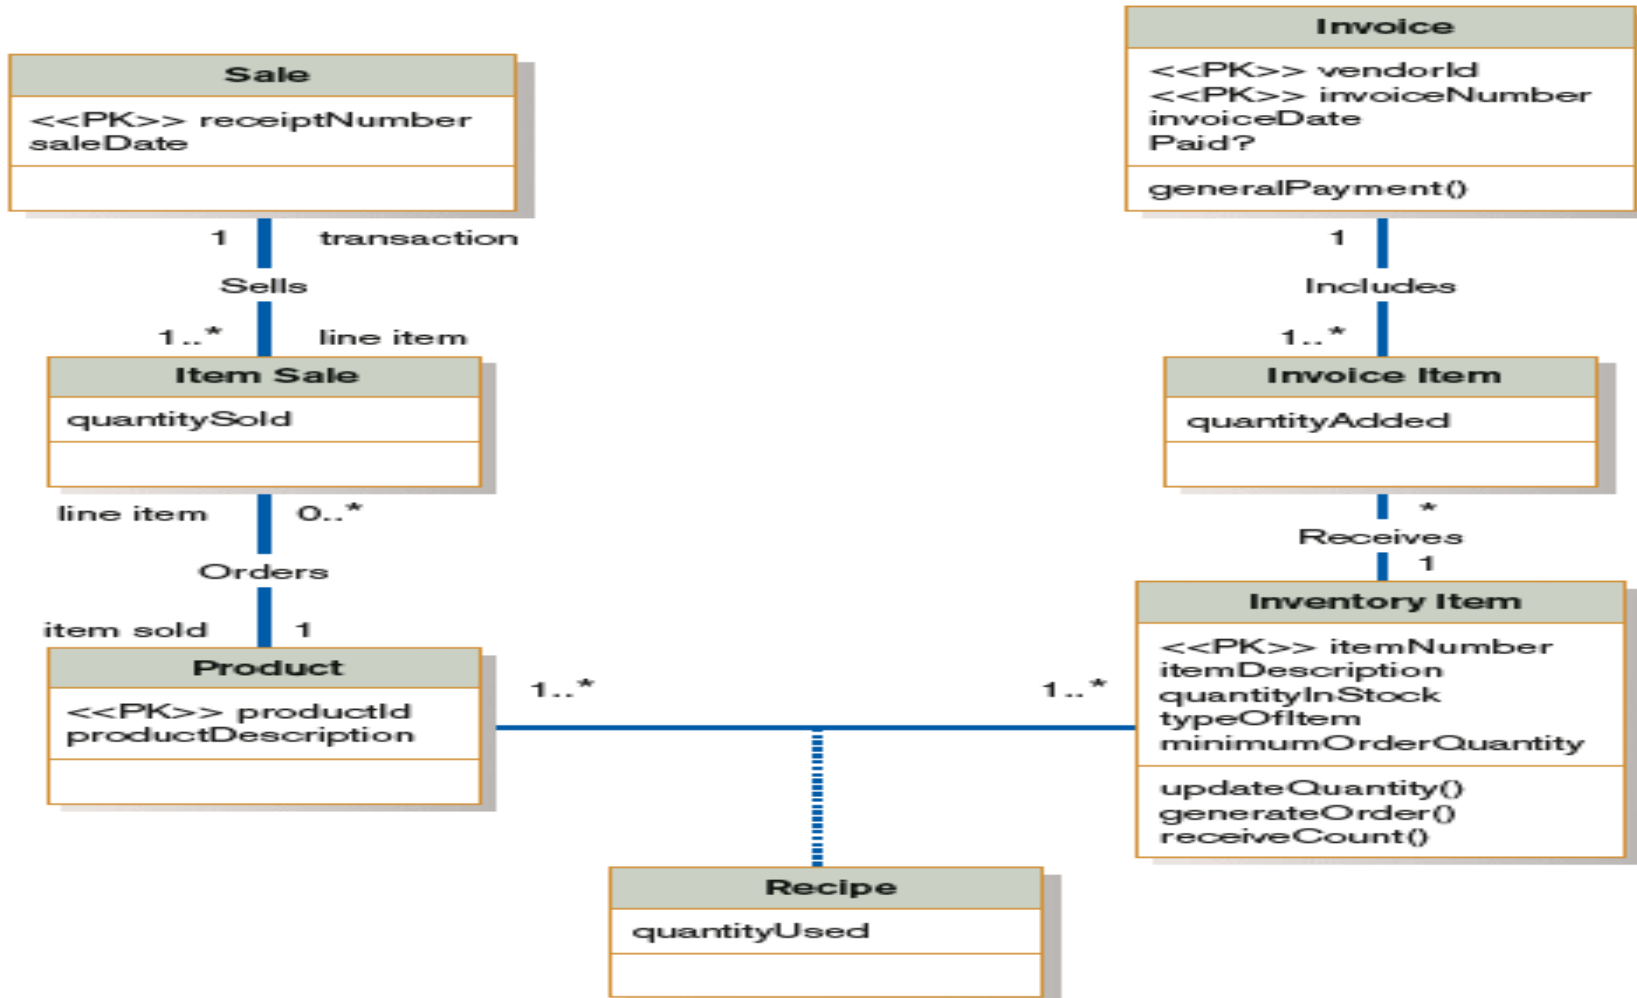 Sale
<<PK>> receiptNumber
saleDate
1 transaction
Sells
1..* line item
Item Sale
quantitySold
line item 0..*
Orders
item sold 1
Product
<<PK>> productId
productDescription
1..* 1..*
Recipe
quantityUsed
Invoice
<<PK>> vendorId
<<PK>> invoiceNumber
invoiceDate
Paid?
generalPayment()
1
Includes
1..*
Invoice Item
quantityAdded
*
Receives
1
Inventory Item
<<PK>> itemNumber
itemDescription
quantityInStock
typeOfItem
minimumOrderQuantity
updateQuantity()
generateOrder()
receiveCount()